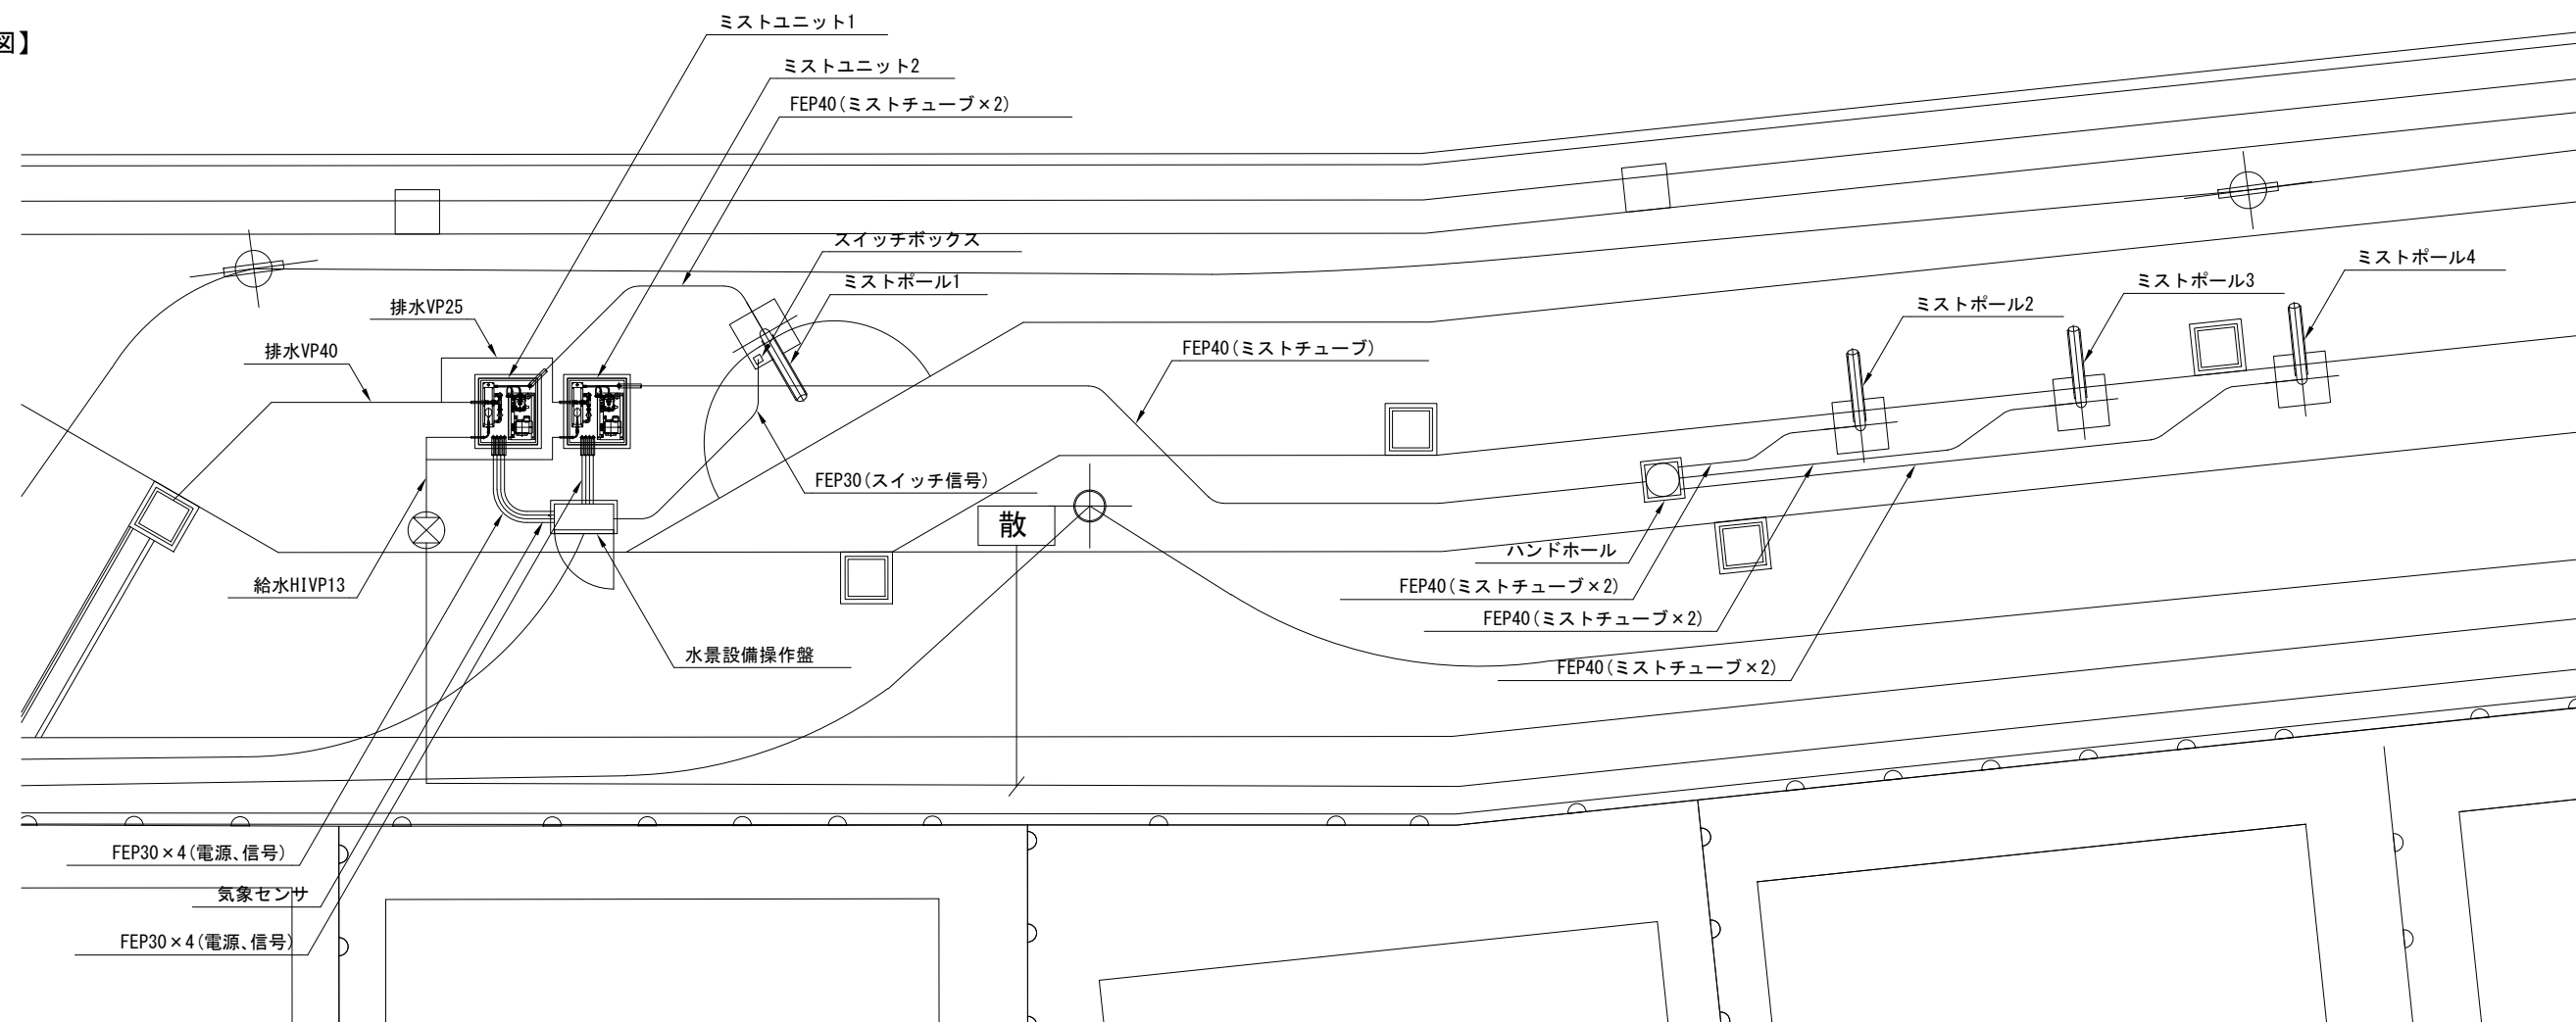 図】
ミストユニット1
ミストユニット2
FEP40(ミストチューブ×2)
スイッチボックス
ミストポール1
排水VP25
排水VP40
FEP40(ミストチューブ)
ミストポール2
ミストポール3
ミストポール4
FEP30(スイッチ信号)
散
ハンドホール
給水HIVP13
FEP40(ミストチューブ×2)
FEP40(ミストチューブ×2)
水景設備操作盤
FEP40(ミストチューブ×2)
FEP30×4(電源、信号)
気象センサ
FEP30×4(電源、信号)